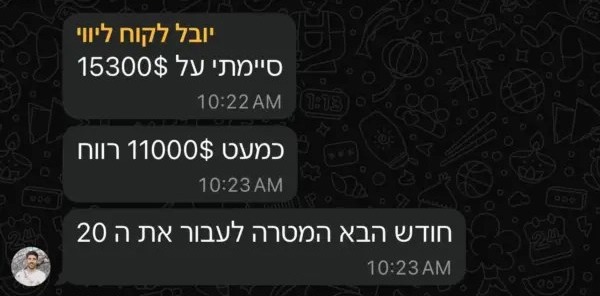 יובל לקוח ליווי
סיימתי על 15300$
10:22 AM
כמעט 11000$ רווח
10:23 AM
חודש הבא המטרה לעבור את ה 20
10:23 AM